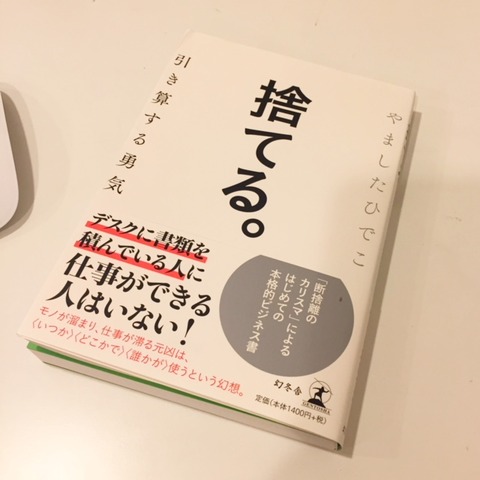 捨てる。
引き算する勇気
やましたひでこ
デスクに書類を
積んでいる人に
仕事ができる
人はいない！
モノが溜まり、仕事が滞る元凶は、
〈いつか〉〈どこかで〉〈誰かが〉使うという幻想。
「断捨離の
カリスマ」による
はじめての
本格的ビジネス書
幻冬舎
定価（本体1400円+税）
GENTOSHA